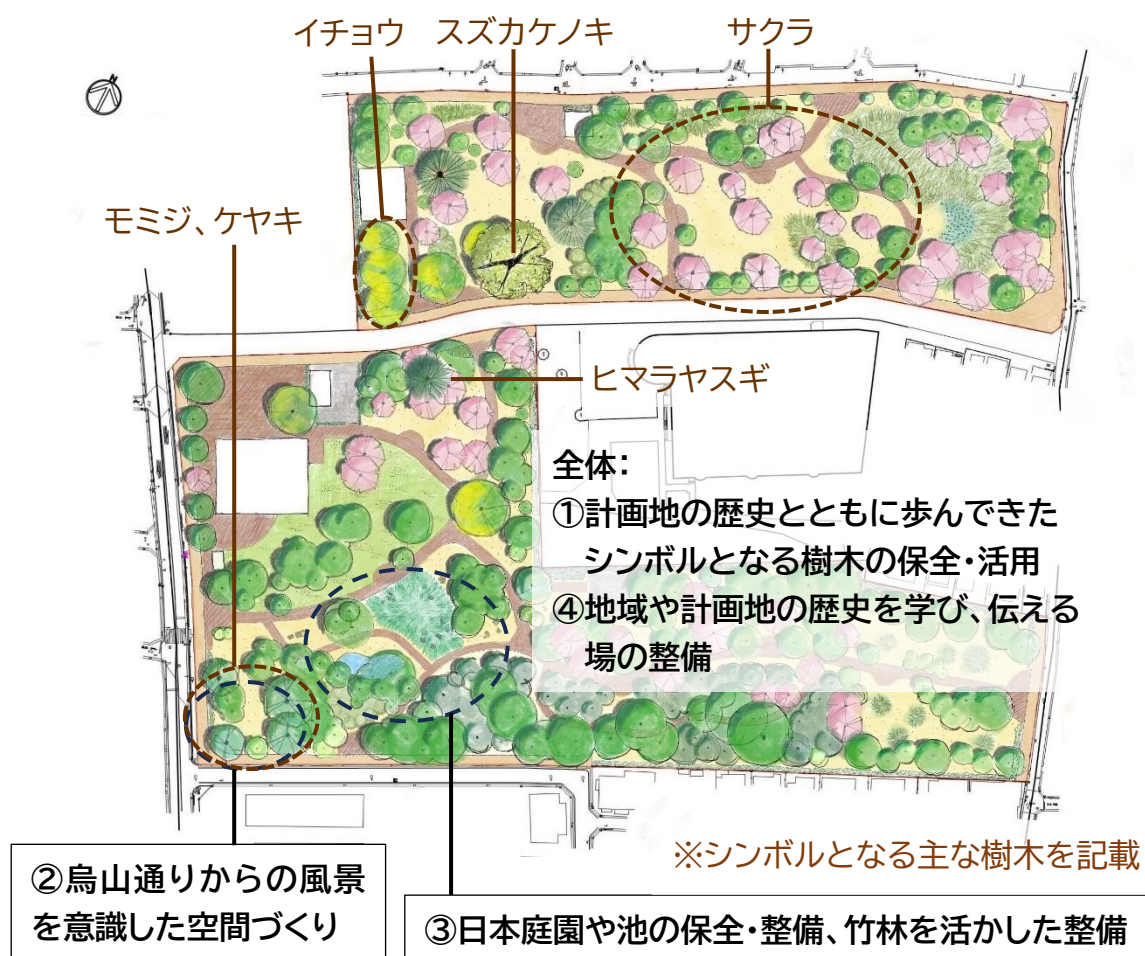 イチョウ
スズカケノキ
サクラ
モミジ、ケヤキ
ヒマラヤスギ
全体：
①計画地の歴史とともに歩んできた
シンボルとなる樹木の保全・活用
④地域や計画地の歴史を学び、伝える
場の整備
※シンボルとなる主な樹木を記載
②烏山通りからの風景
を意識した空間づくり
③日本庭園や池の保全・整備、竹林を活かした整備